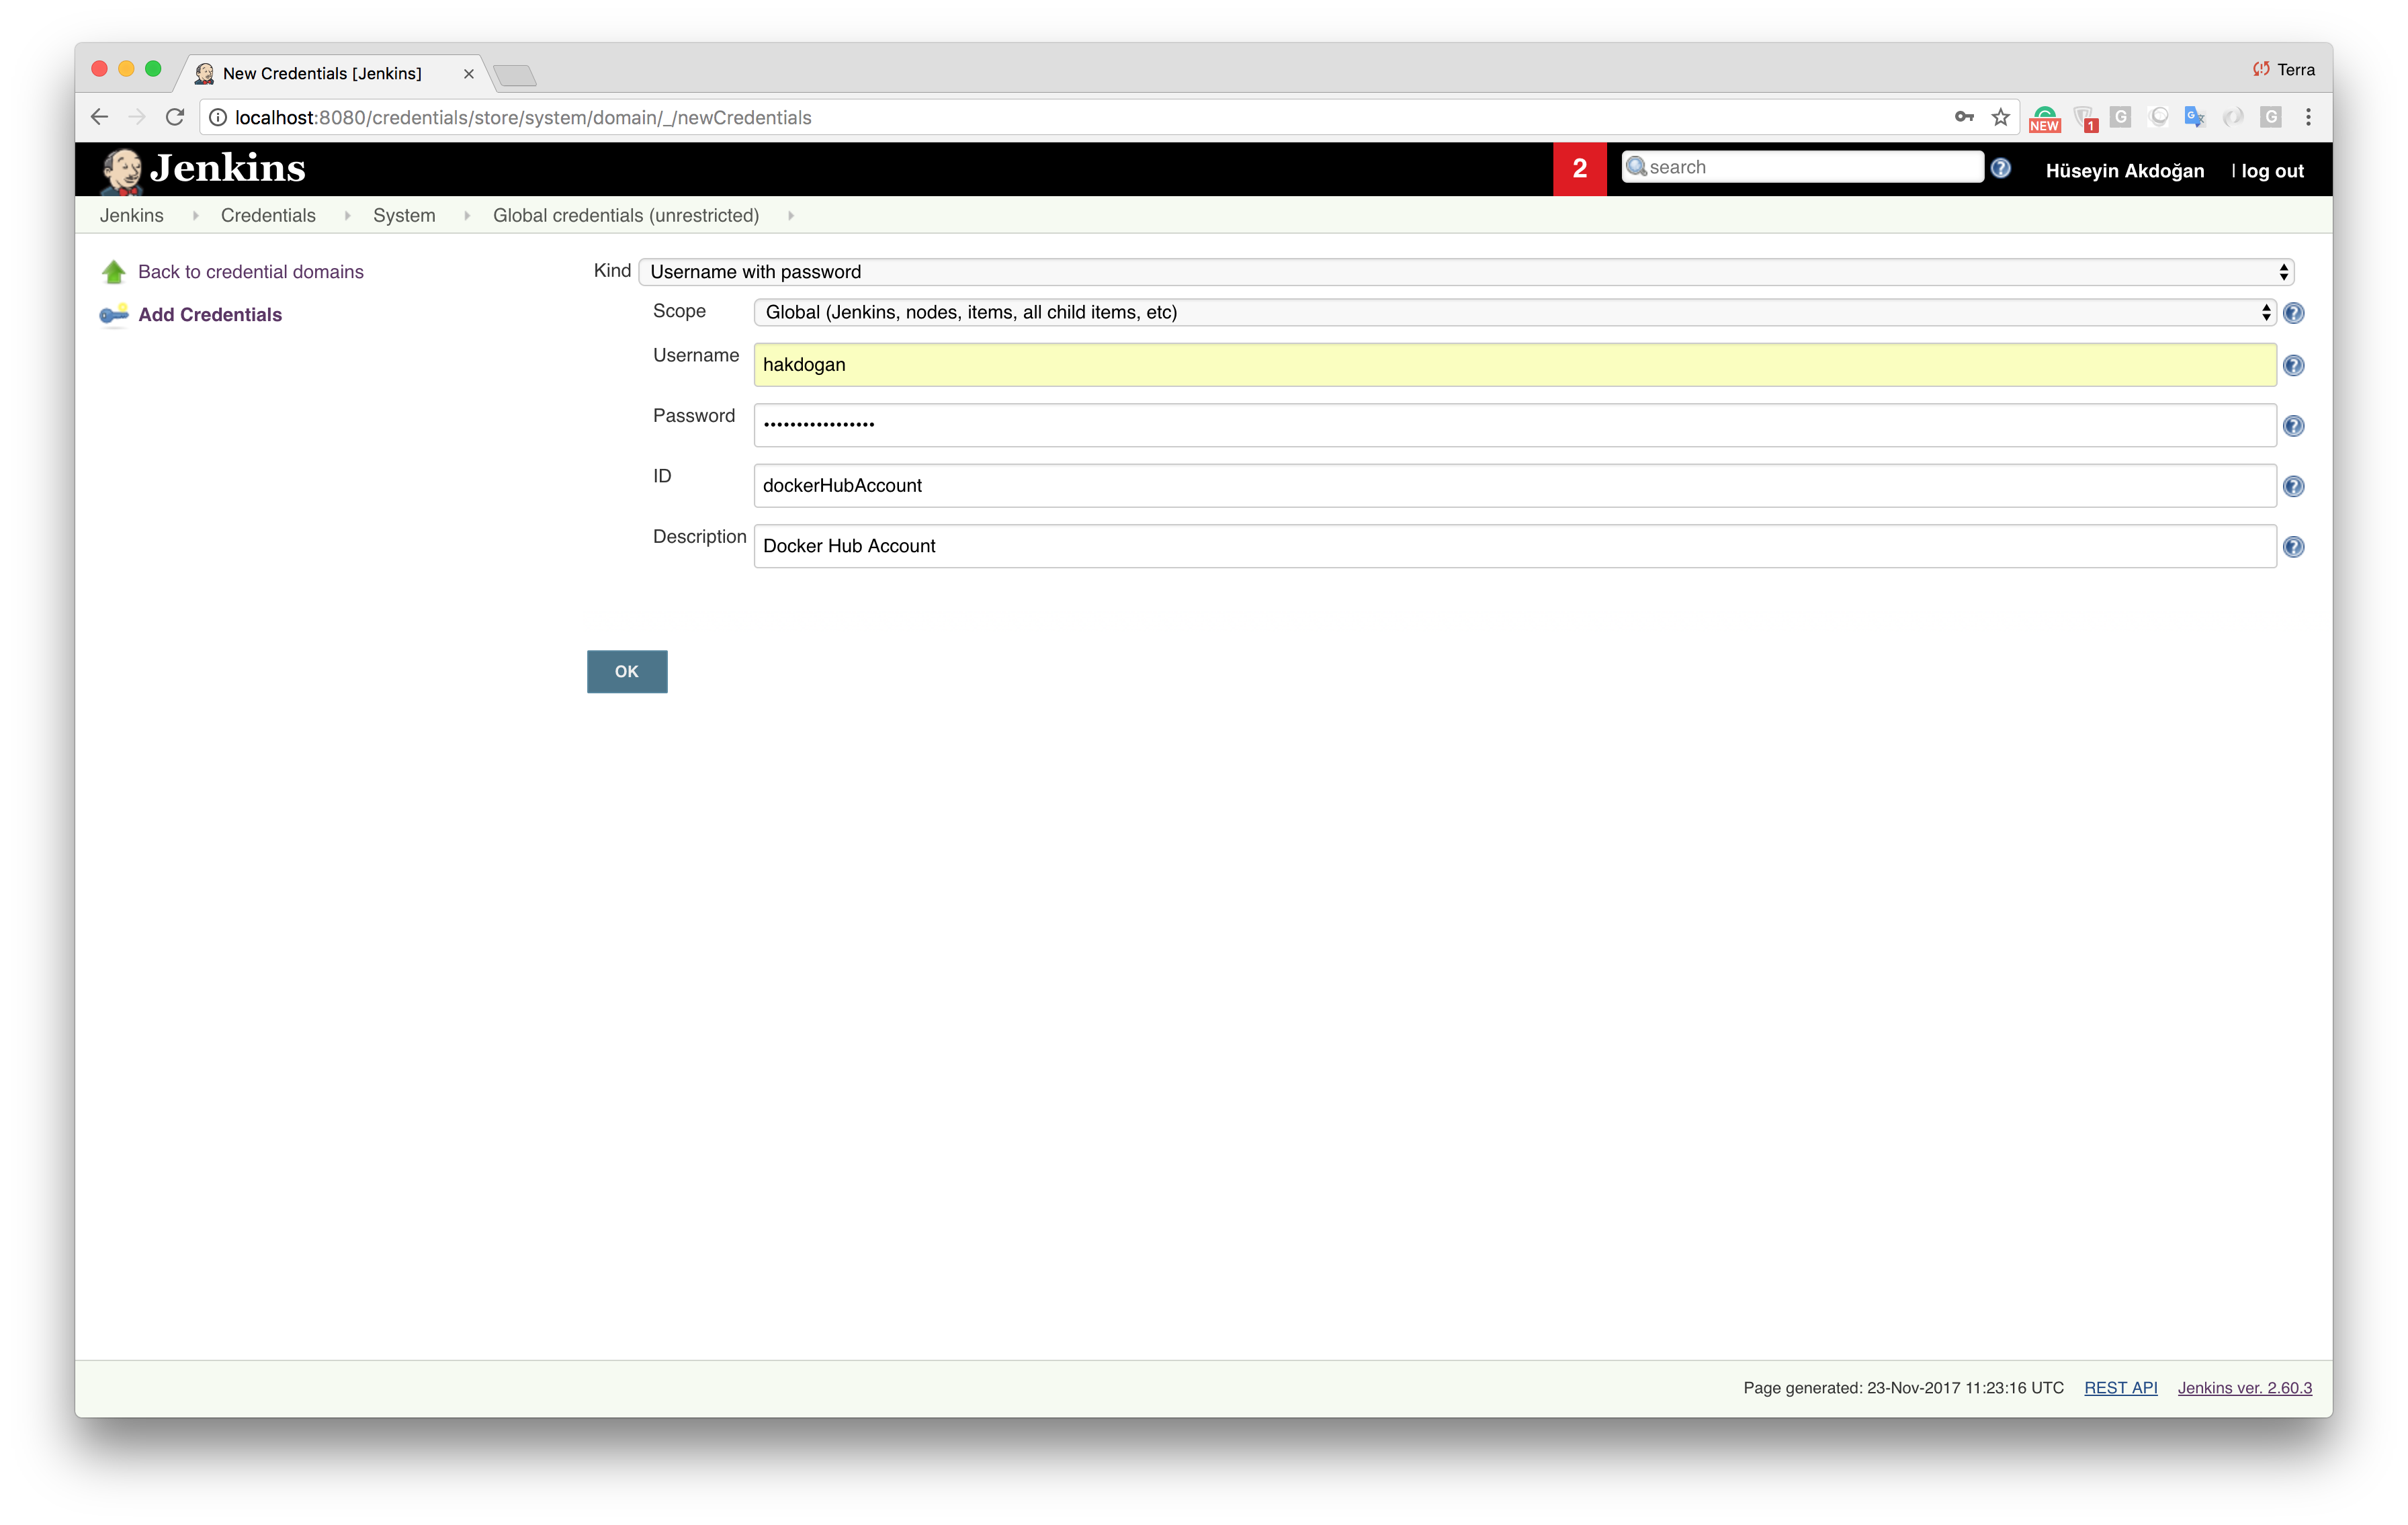 New Credentials [Jenkins]
Terra
localhost:8080/credentials/store/system/domain/_/newCredentials
NEW
1
G
G
G
Jenkins
2
search
Hüseyin Akdoğan
| log out
Jenkins
Credentials
System
Global credentials (unrestricted)
Back to credential domains
Add Credentials
Kind
Username with password
Scope
Global (Jenkins, nodes, items, all child items, etc)
Username
hakdogan
Password
•••••••••••••••••
ID
dockerHubAccount
Description
Docker Hub Account
OK
Page generated: 23-Nov-2017 11:23:16 UTC
REST API
Jenkins ver. 2.60.3